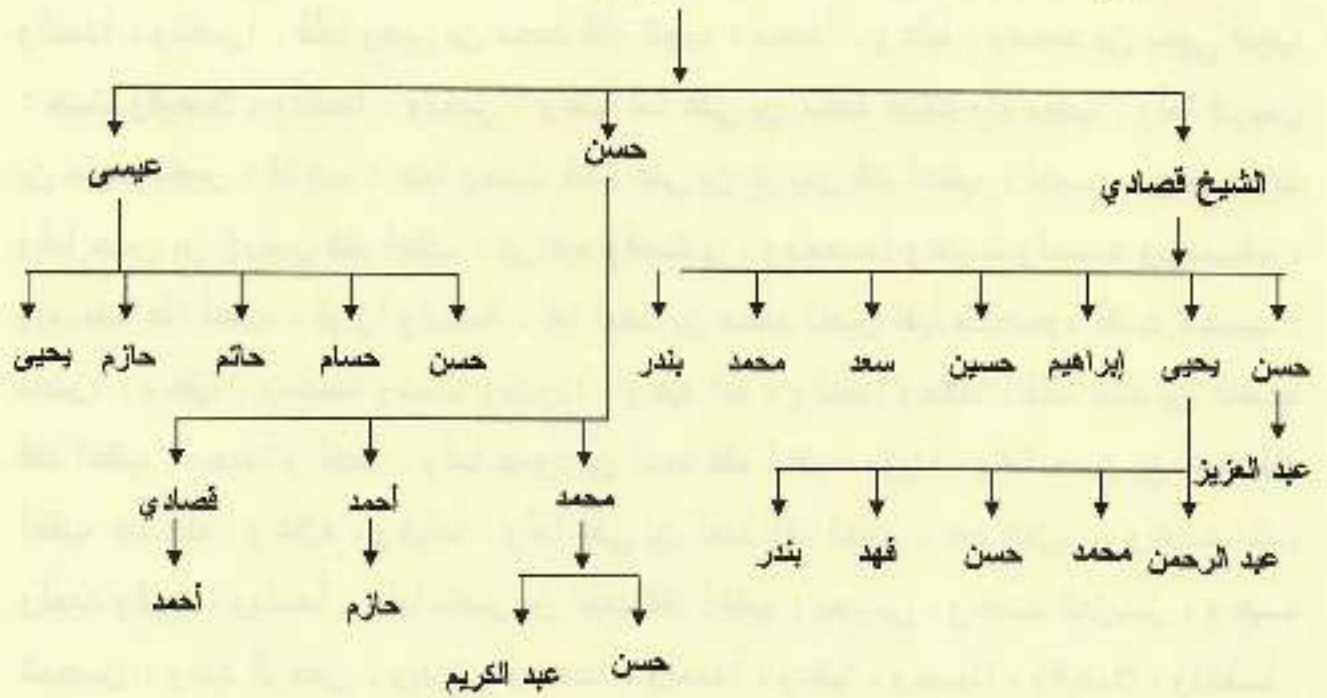 عيسى حسن الشيخ قصادي
يحيى حازم حاتم حسام حسن بندر محمد سعد حسين إبراهيم يحيى حسن
قصادي أحمد محمد عبد العزيز
بندر فهد حسن محمد عبد الرحمن
أحمد حازم
عبد الكريم حسن